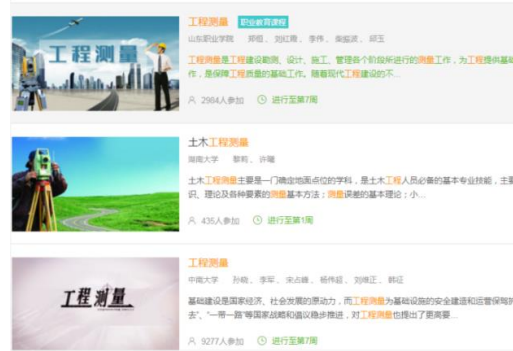 工程测量 职业教育课程
工程测量
山东职业学院 郑恒、刘红霞、李伟、
工程测量是工程建设勘测、设计、施工、管理各个阶段所进行的测量工作，为工程提供基础
作，是保障工程质量的基础工作。随着现代工程建设的不...
2984人参加 进行至第7周
土木工程测量
海南大学 黎莉、许曦
土木工程测量主要是一门确定地面点位的学科，是土木工程人员必备的基本专业技能，主要
识、理论及各种要素的测量基本方法；测量误差的基本理论；小...
435人参加 进行至第1周
工程测量
工程测量
中南大学 孙晓、李军、宋占峰、杨伟超、刘维正、韩征
基础建设是国家经济、社会发展的原动力，而工程测量为基础设施的安全建造和运营保驾护
去"、"一带一路"等国家战略和倡议稳步推进，对工程测量也提出了更高要...
9277人参加 进行至第7周